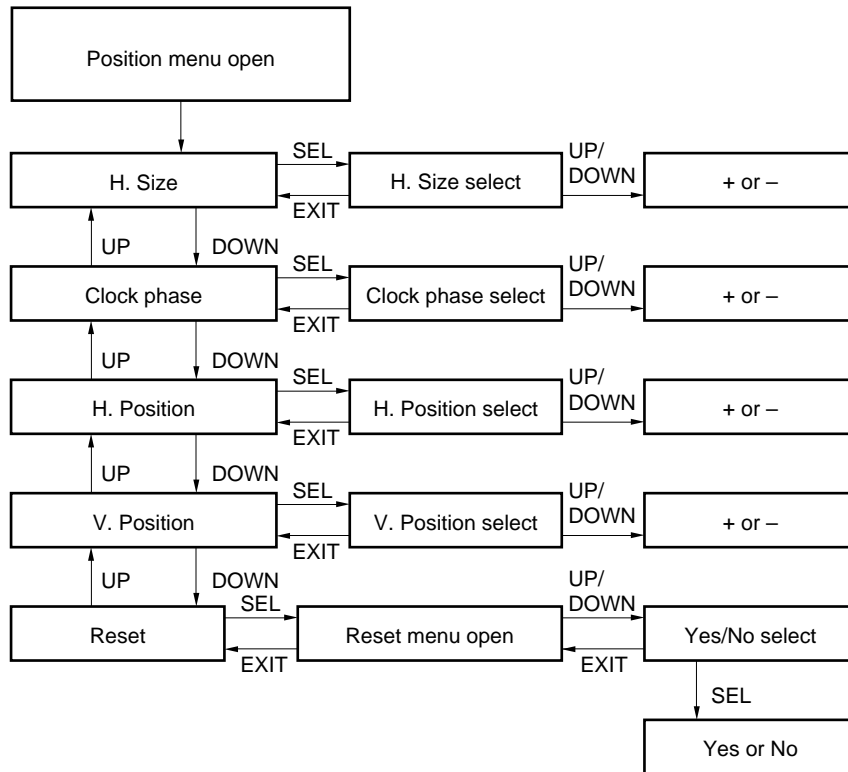 Position menu open
SEL
UP/
DOWN
H. Size
H. Size select
+ or –
EXIT
UP
DOWN
SEL
UP/
DOWN
Clock phase
Clock phase select
+ or –
EXIT
UP
DOWN
SEL
UP/
DOWN
H. Position
H. Position select
+ or –
EXIT
UP
DOWN
SEL
UP/
DOWN
V. Position
V. Position select
+ or –
EXIT
UP
DOWN
SEL
UP/
DOWN
Reset
Reset menu open
Yes/No select
EXIT
EXIT
SEL
Yes or No